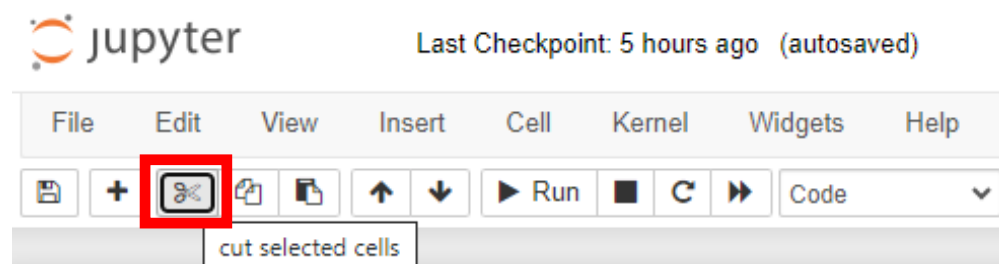 jupyter Last Checkpoint: 5 hours ago (autosaved)
File Edit View Insert Cell Kernel Widgets Help
Run Code
cut selected cells